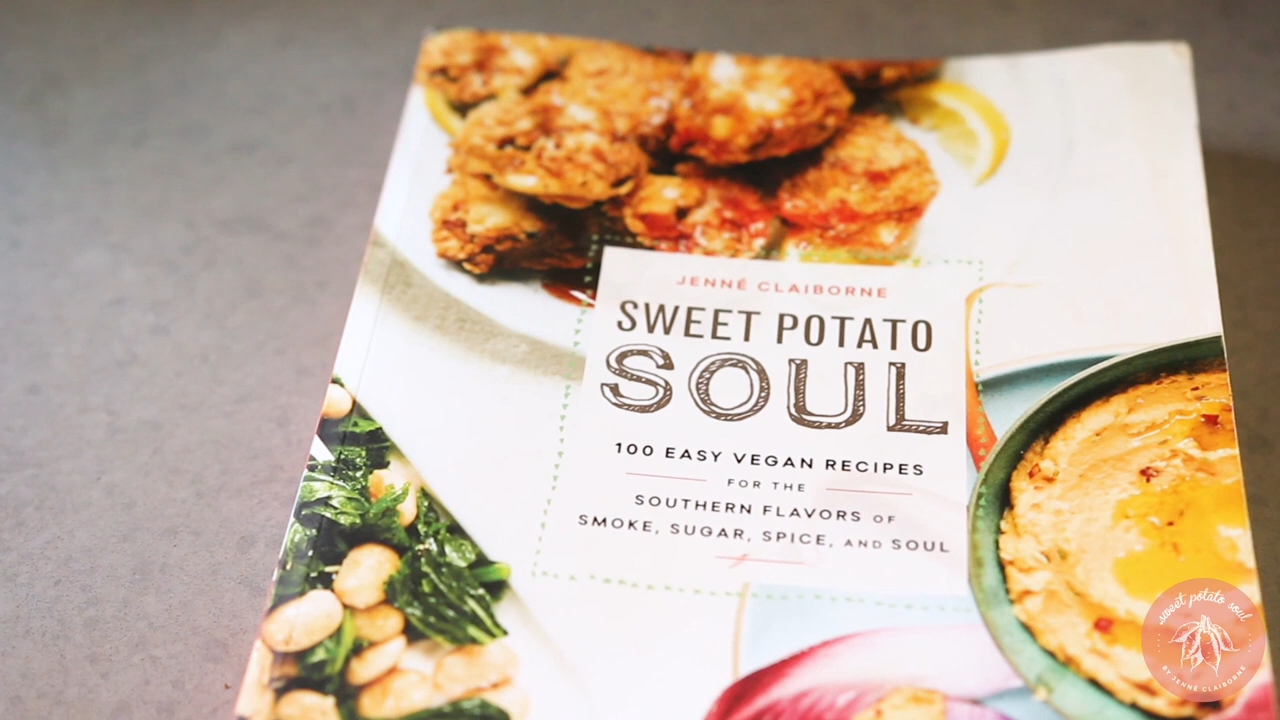 JENNÉ CLAIBORNE
SWEET POTATO
SOUL
100 EASY VEGAN RECIPES
FOR THE
SOUTHERN FLAVORS OF
SMOKE, SUGAR, SPICE, AND SOUL
sweet potato soul
BY JENNÉ CLAIBORNE